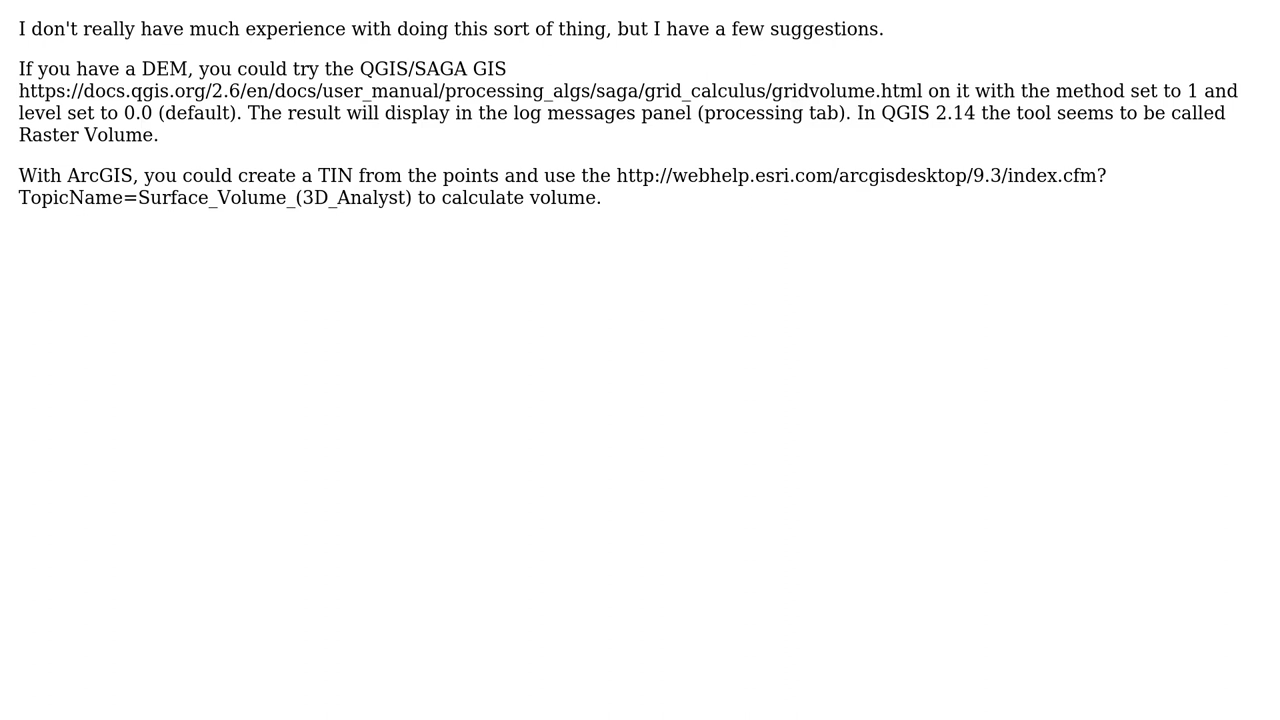 I don't really have much experience with doing this sort of thing, but I have a few suggestions.
If you have a DEM, you could try the QGIS/SAGA GIS
https://docs.qgis.org/2.6/en/docs/user_manual/processing_algs/saga/grid_calculus/gridvolume.html on it with the method set to 1 and
level set to 0.0 (default). The result will display in the log messages panel (processing tab). In QGIS 2.14 the tool seems to be called
Raster Volume.
With ArcGIS, you could create a TIN from the points and use the http://webhelp.esri.com/arcgisdesktop/9.3/index.cfm?
TopicName=Surface_Volume_(3D_Analyst) to calculate volume.